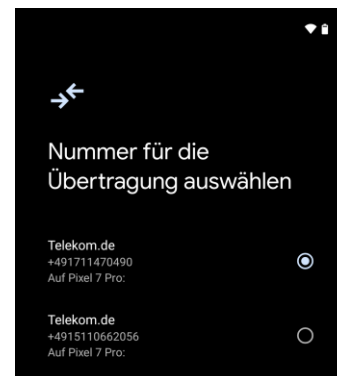 Nummer für die
Übertragung auswählen
Telekom.de
+491711470490
Auf Pixel 7 Pro:
Telekom.de
+4915110662056
Auf Pixel 7 Pro: